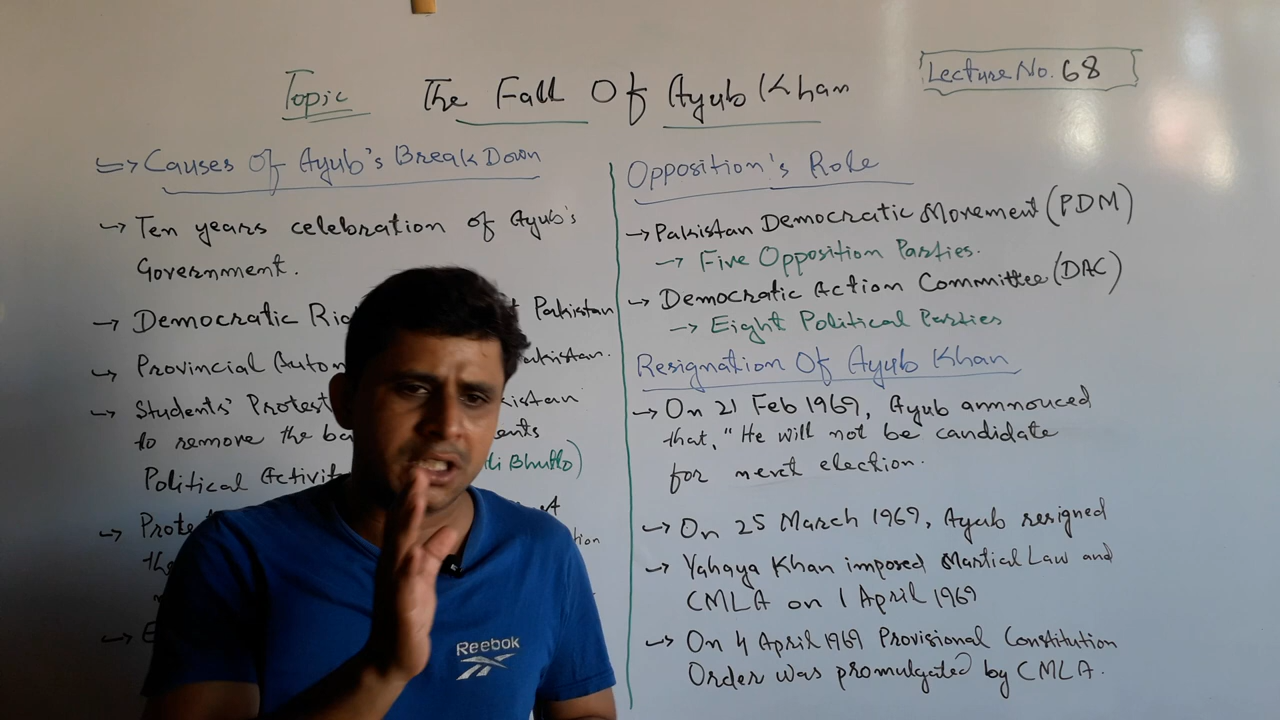 Topic The Fall Of Ayub Khan
Lecture No. 68
Causes Of Ayub's Break Down
Ten years celebration of Ayub's
Government.
Democratic Pakistan
Provincial
Students' Protest
to remove the
Political
the
Opposition's Role
Pakistan Democratic Movement (PDM)
Five Opposition Parties.
Democratic Action Committee (DAC)
Eight Political Parties
Resignation Of Ayub Khan
On 21 Feb 1969, Ayub announced
that, "He will not be candidate
for next election.
On 25 March 1969, Ayub resigned
Yahaya Khan imposed Martial Law and
CMLA on 1 April 1969
On 4 April 1969 Provisional Constitution
Order was promulgated by CMLA.
Reebok